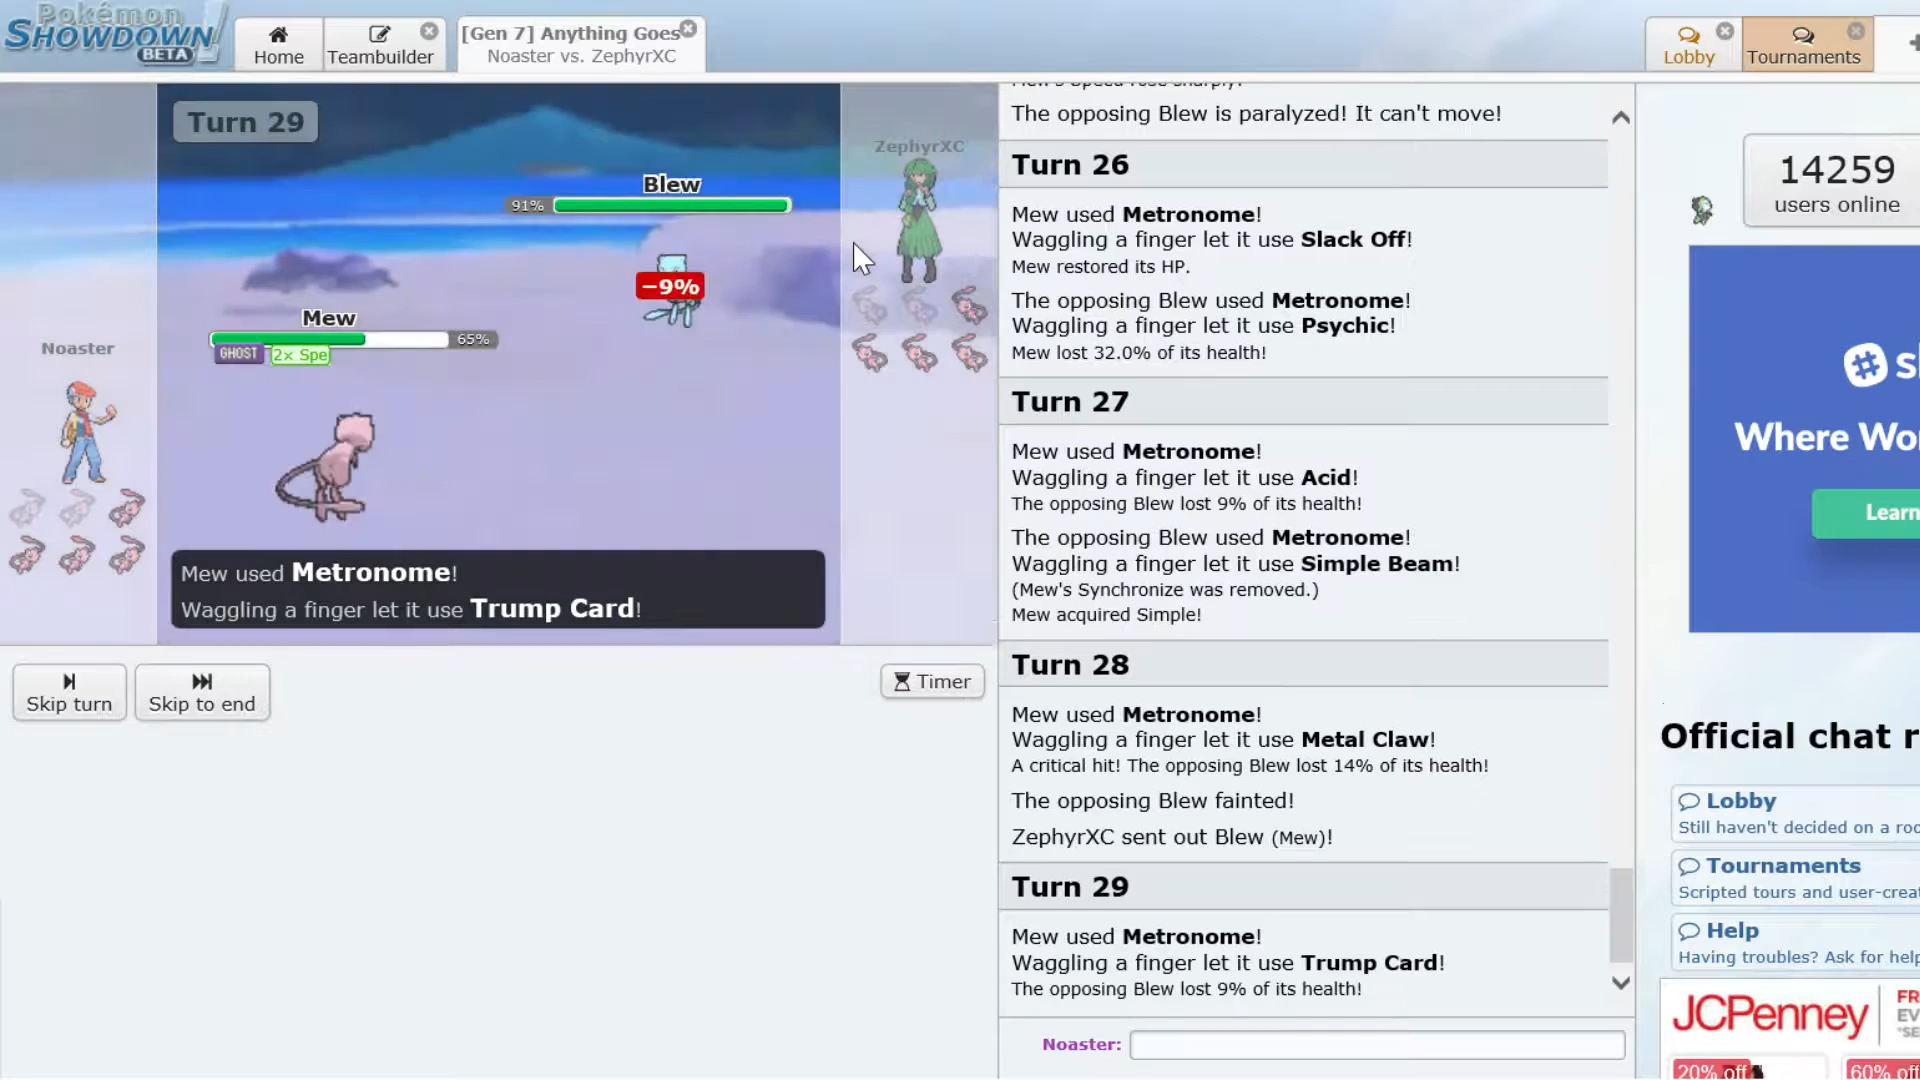 Pokémon
SHOWDOWN
BETA
Home
Teambuilder
[Gen 7] Anything Goes
Noaster vs. ZephyrXC
Lobby
Tournaments
Turn 29
ZephyrXC
Blew
91%
−9%
Mew
65%
GHOST
2x Spe
Noaster
Mew used Metronome!
Waggling a finger let it use Trump Card!
Skip turn
Skip to end
Timer
Mew's Speed rose sharply!
The opposing Blew is paralyzed! It can't move!
Turn 26
Mew used Metronome!
Waggling a finger let it use Slack Off!
Mew restored its HP.
The opposing Blew used Metronome!
Waggling a finger let it use Psychic!
Mew lost 32.0% of its health!
Turn 27
Mew used Metronome!
Waggling a finger let it use Acid!
The opposing Blew lost 9% of its health!
The opposing Blew used Metronome!
Waggling a finger let it use Simple Beam!
(Mew's Synchronize was removed.)
Mew acquired Simple!
Turn 28
Mew used Metronome!
Waggling a finger let it use Metal Claw!
A critical hit! The opposing Blew lost 14% of its health!
The opposing Blew fainted!
ZephyrXC sent out Blew (Mew)!
Turn 29
Mew used Metronome!
Waggling a finger let it use Trump Card!
The opposing Blew lost 9% of its health!
Noaster:
14259
users online
sl
Where Wo
Learn
Official chat r
Lobby
Still haven't decided on a roo
Tournaments
Scripted tours and user-creat
Help
Having troubles? Ask for help
JCPenney
FR
EV
*SE
20% off
60% off